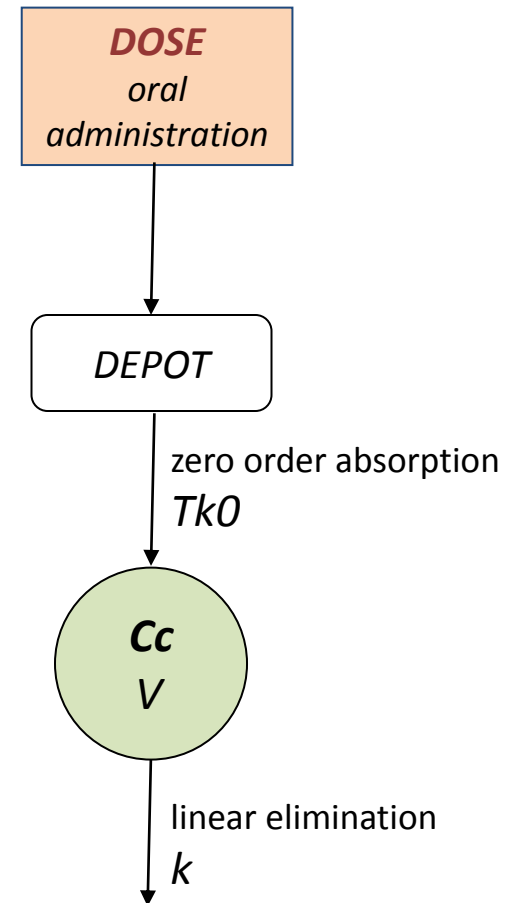 DOSE
oral
administration
DEPOT
zero order absorption
Tk0
Cc
V
linear elimination
k